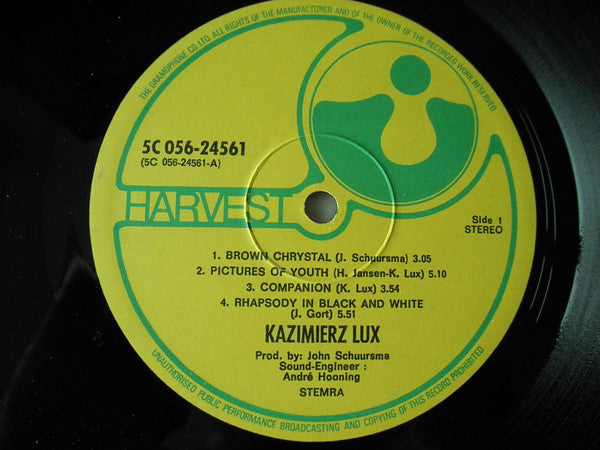 THE GRAMOPHONE CO. LTD. ALL RIGHTS OF THE MANUFACTURER AND OF THE OWNER OF THE RECORDED WORK RESERVED
5C 056-24561
(5C 056-24561-A)
HARVEST
Side 1
STEREO
1. BROWN CHRYSTAL (J. Schuursma) 3.05
2. PICTURES OF YOUTH (H. Jansen-K. Lux) 5.10
3. COMPANION (K. Lux) 3.54
4. RHAPSODY IN BLACK AND WHITE
(J. Gort) 5.51
KAZIMIERZ LUX
Prod. by: John Schuursma
Sound-Engineer :
André Hooning
STEMRA
UNAUTHORISED PUBLIC PERFORMANCE BROADCASTING AND COPYING OF THIS RECORD PROHIBITED